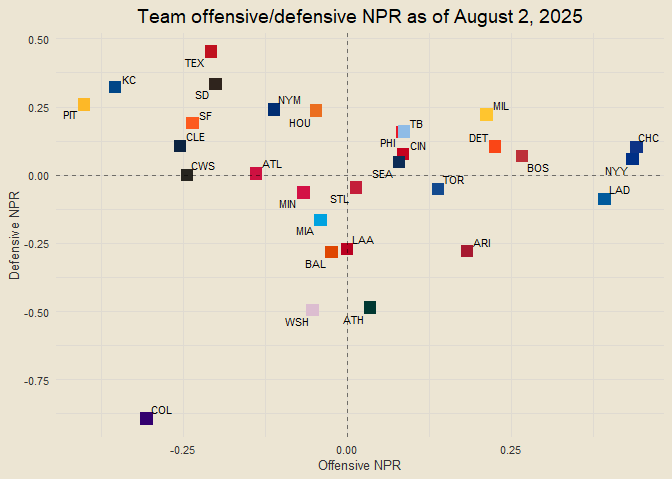 Team offensive/defensive NPR as of August 2, 2025
0.50
TEX
KC
SD
PIT
0.25
NYM
HOU
MIL
SF
TB
CLE
PHI
CIN
DET
CHC
CWS
ATL
SEA
BOS
NYY
0.00
TOR
LAD
MIN
STL
MIA
LAA
ARI
BAL
-0.25
WSH
ATH
-0.50
-0.75
COL
Defensive NPR
-0.25
0.00
0.25
Offensive NPR